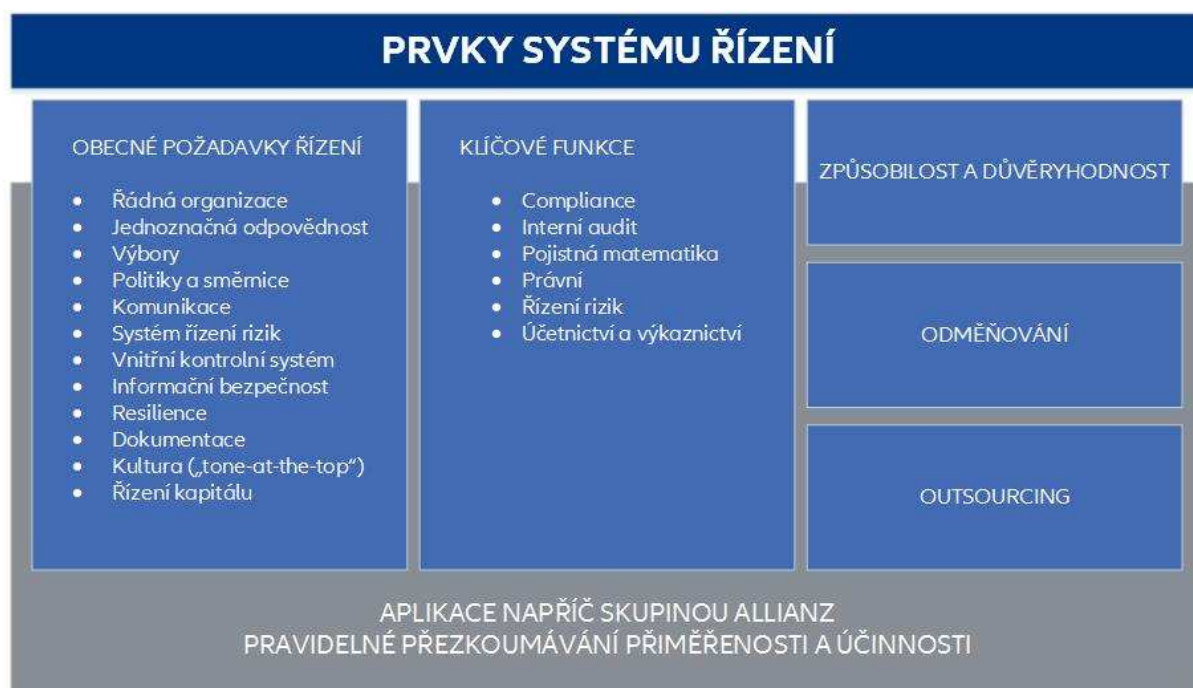 PRVKY SYSTÉMU ŘÍZENÍ
OBECNÉ POŽADAVKY ŘÍZENÍ
• Řádná organizace
• Jednoznačná odpovědnost
• Výbory
• Politiky a směrnice
• Komunikace
• Systém řízení rizik
• Vnitřní kontrolní systém
• Informační bezpečnost
• Resilience
• Dokumentace
• Kultura („tone-at-the-top“)
• Řízení kapitálu
KLÍČOVÉ FUNKCE
• Compliance
• Interní audit
• Pojistná matematika
• Právní
• Řízení rizik
• Účetnictví a výkaznictví
ZPŮSOBILOST A DŮVĚRYHODNOST
ODMĚŇOVÁNÍ
OUTSOURCING
APLIKACE NAPŘÍČ SKUPINOU ALLIANZ
PRAVIDELNÉ PŘEZKOUMÁVÁNÍ PŘIMĚŘENOSTI A ÚČINNOSTI